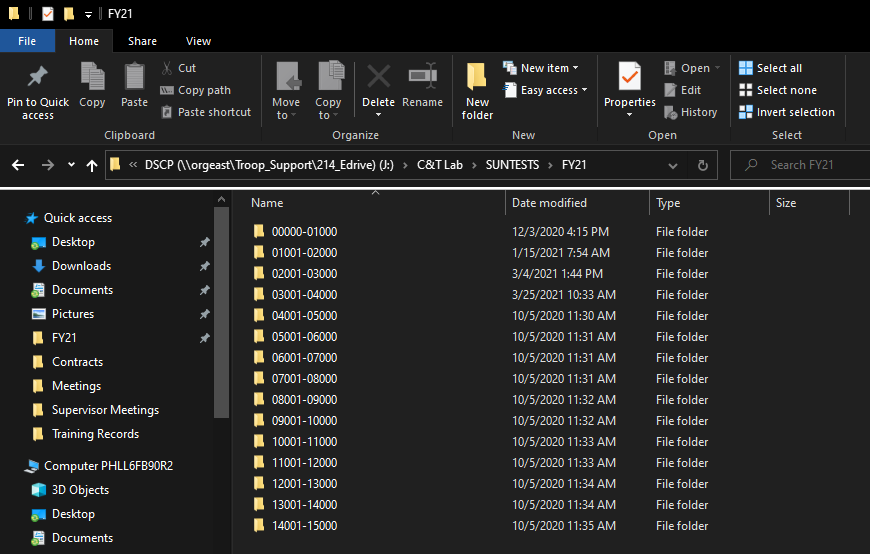 FY21
File Home Share View
Pin to Quick access Copy Paste Cut
Copy path
Paste shortcut
Clipboard
Move to Copy to Delete Rename
Organize
New folder New item
Easy access
New
Properties Open
Edit
History
Open
Select all
Select none
Invert selection
Select
« DSCP (\\orgeast\Troop_Support\214_Edrive) (J:) > C&T Lab > SUNTESTS > FY21 Search FY21
Quick access
Desktop
Downloads
Documents
Pictures
FY21
Contracts
Meetings
Supervisor Meetings
Training Records
Computer PHLL6FB90R2
3D Objects
Desktop
Documents
Name Date modified Type Size
00000-01000 12/3/2020 4:15 PM File folder
01001-02000 1/15/2021 7:54 AM File folder
02001-03000 3/4/2021 1:44 PM File folder
03001-04000 3/25/2021 10:33 AM File folder
04001-05000 10/5/2020 11:30 AM File folder
05001-06000 10/5/2020 11:31 AM File folder
06001-07000 10/5/2020 11:31 AM File folder
07001-08000 10/5/2020 11:31 AM File folder
08001-09000 10/5/2020 11:32 AM File folder
09001-10000 10/5/2020 11:32 AM File folder
10001-11000 10/5/2020 11:33 AM File folder
11001-12000 10/5/2020 11:33 AM File folder
12001-13000 10/5/2020 11:34 AM File folder
13001-14000 10/5/2020 11:34 AM File folder
14001-15000 10/5/2020 11:35 AM File folder